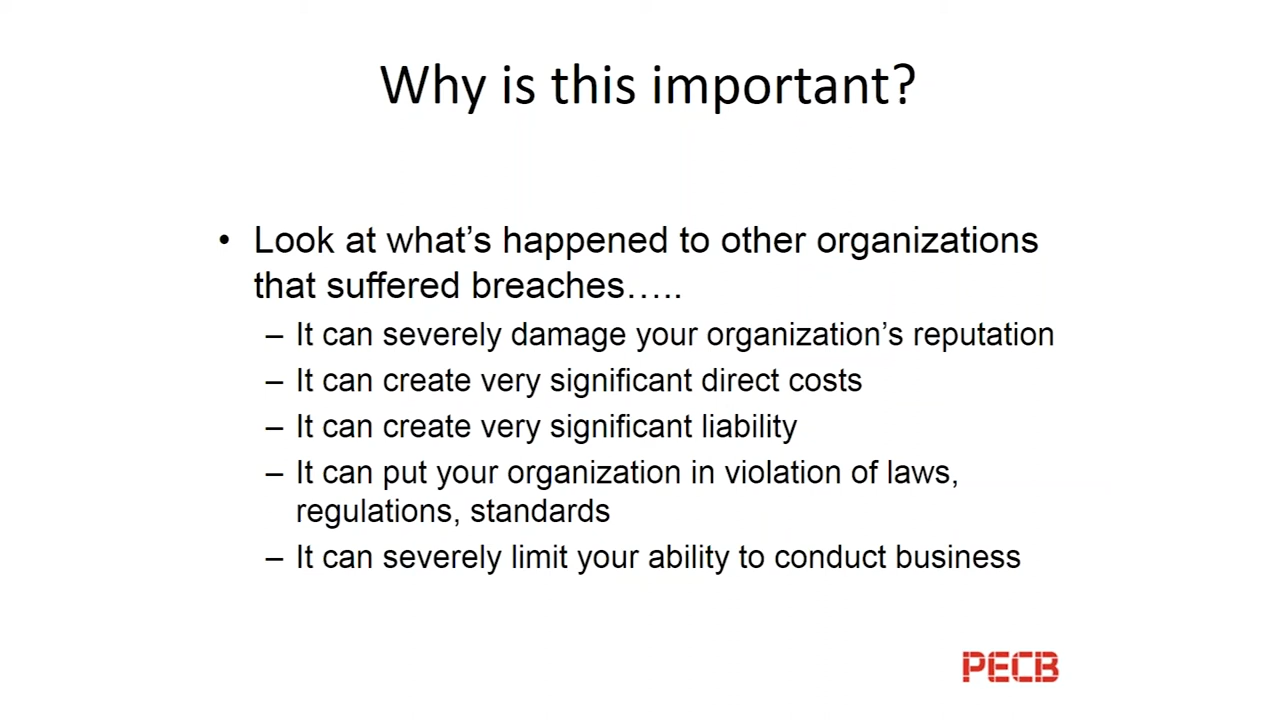 Why is this important?
• Look at what’s happened to other organizations
that suffered breaches…..
– It can severely damage your organization’s reputation
– It can create very significant direct costs
– It can create very significant liability
– It can put your organization in violation of laws,
regulations, standards
– It can severely limit your ability to conduct business
PECB